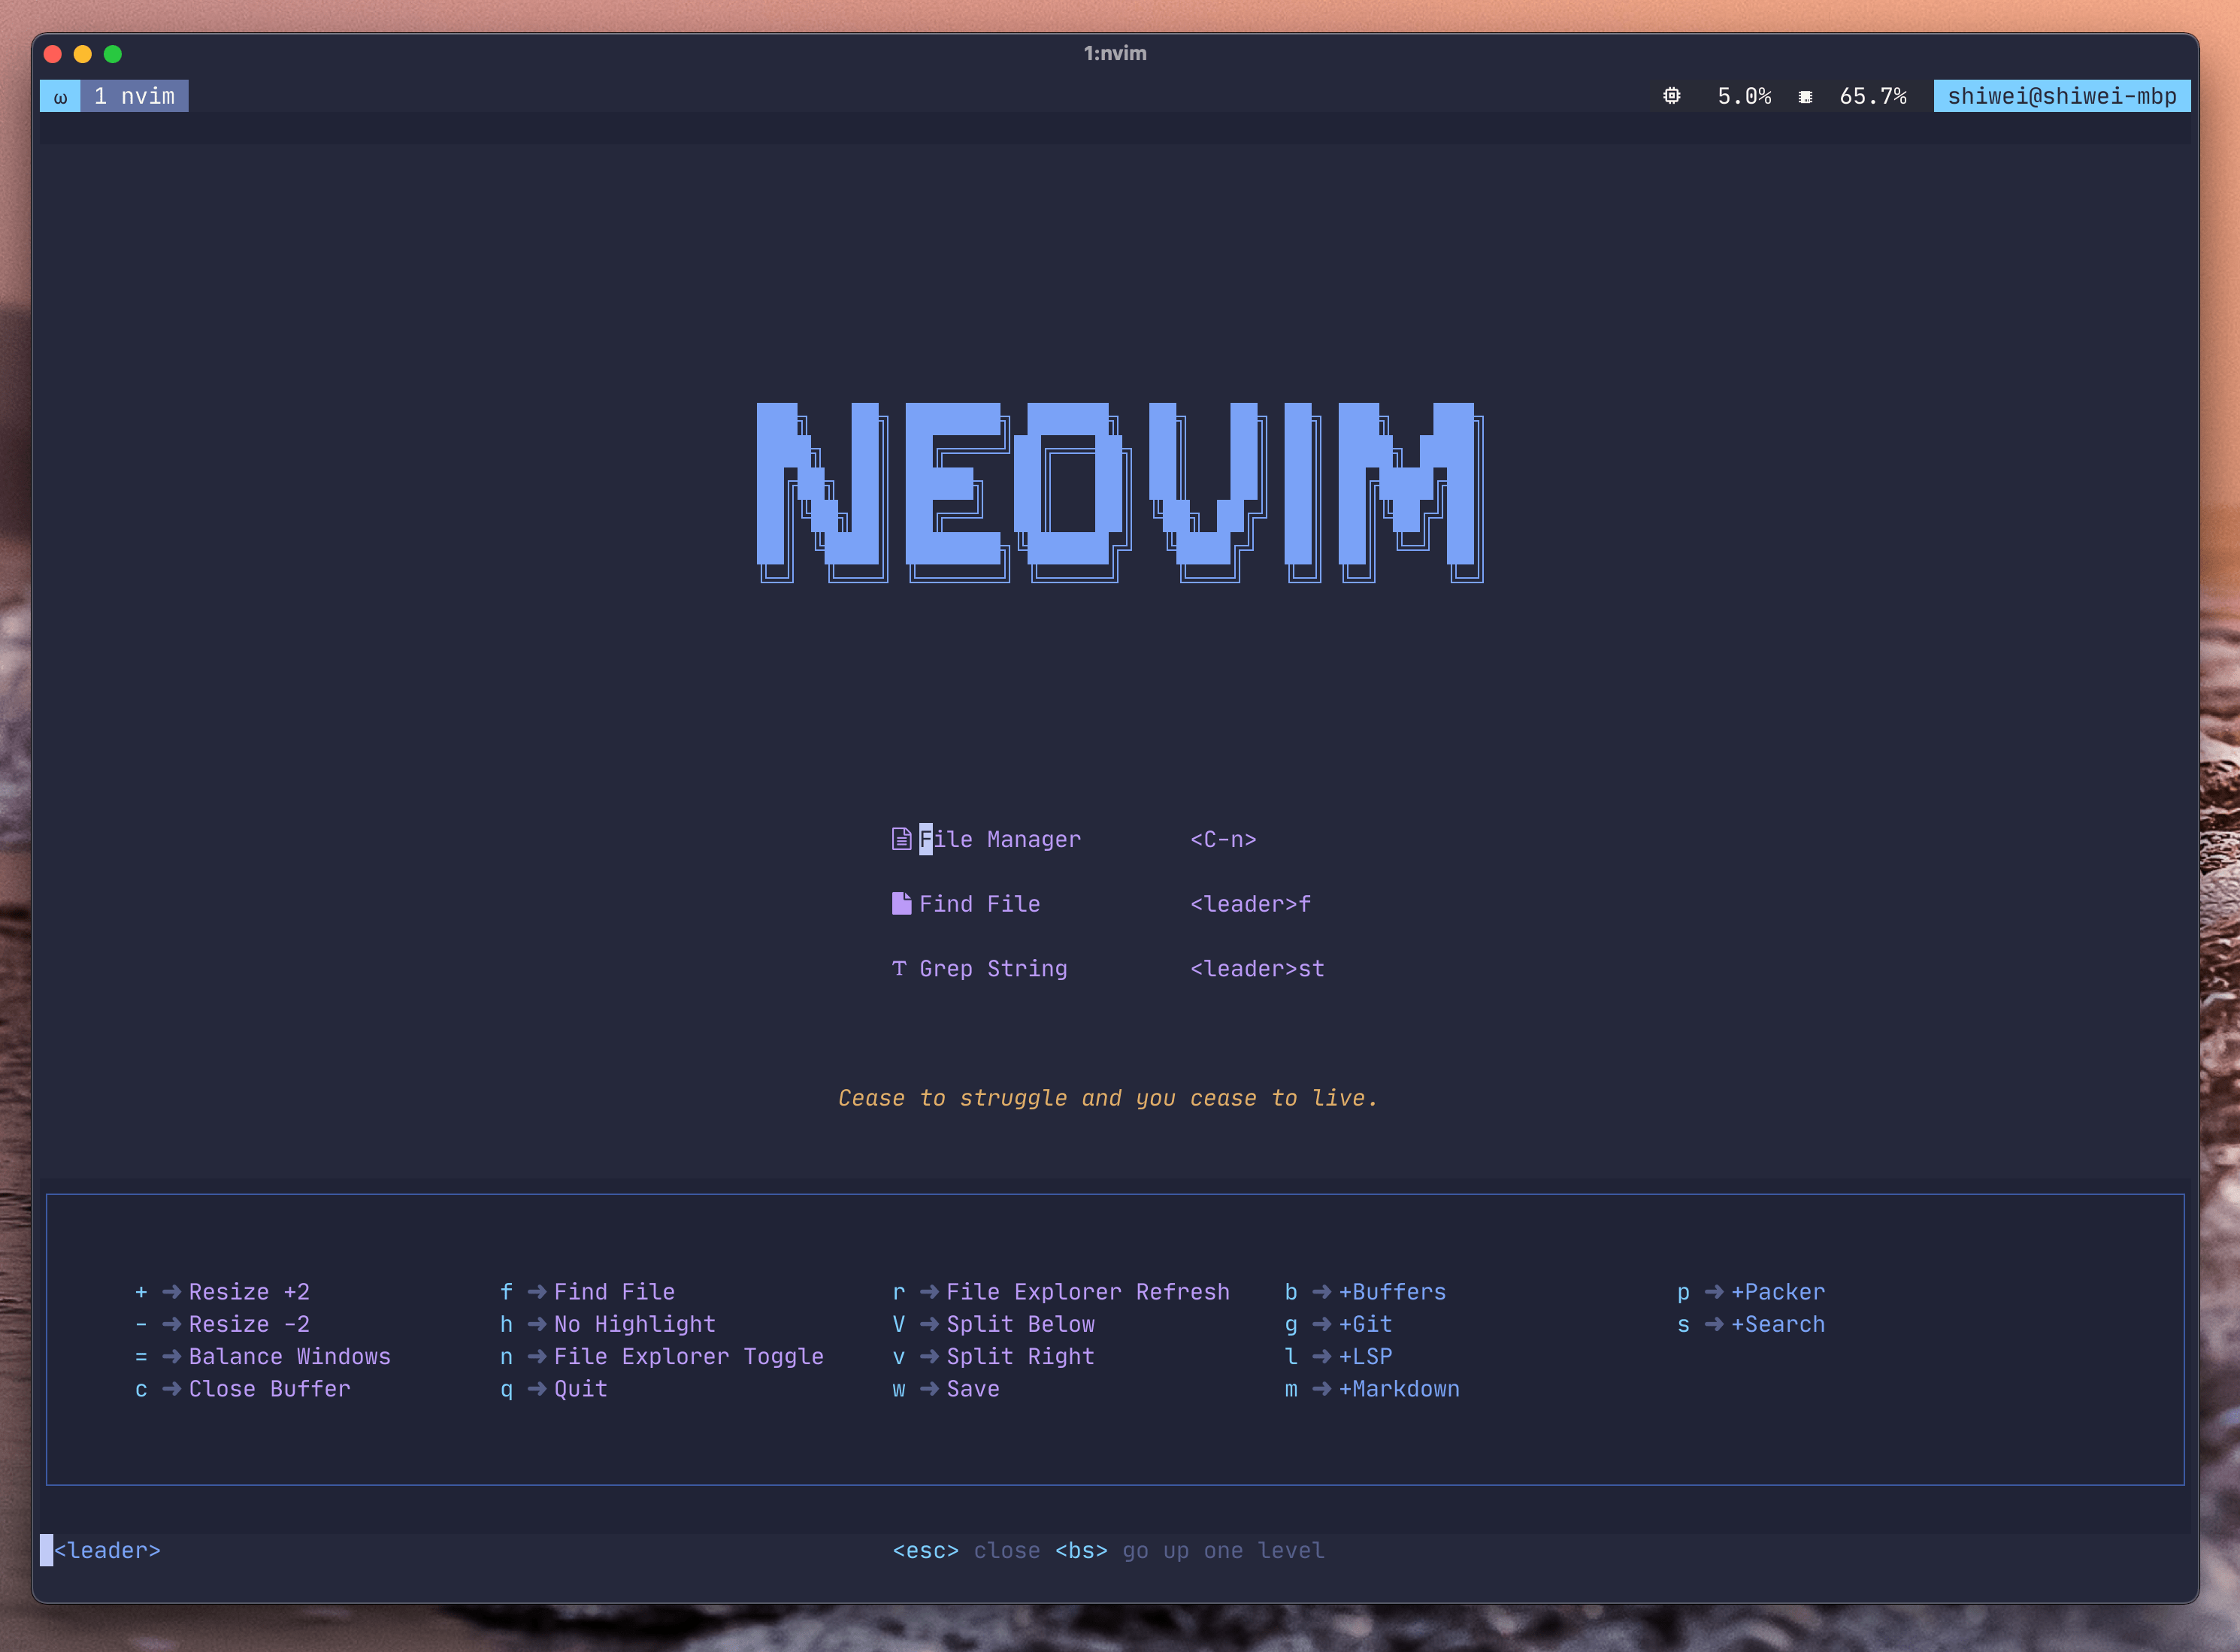 1:nvim
ω 1 nvim 5.0% 65.7% shiwei@shiwei-mbp
NEOVIM
File Manager <C-n>
Find File <leader>f
T Grep String <leader>st
Cease to struggle and you cease to live.
+ ➜ Resize +2 f ➜ Find File r ➜ File Explorer Refresh b ➜ +Buffers p ➜ +Packer
- ➜ Resize -2 h ➜ No Highlight V ➜ Split Below g ➜ +Git s ➜ +Search
= ➜ Balance Windows n ➜ File Explorer Toggle v ➜ Split Right l ➜ +LSP
c ➜ Close Buffer q ➜ Quit w ➜ Save m ➜ +Markdown
<leader> <esc> close <bs> go up one level